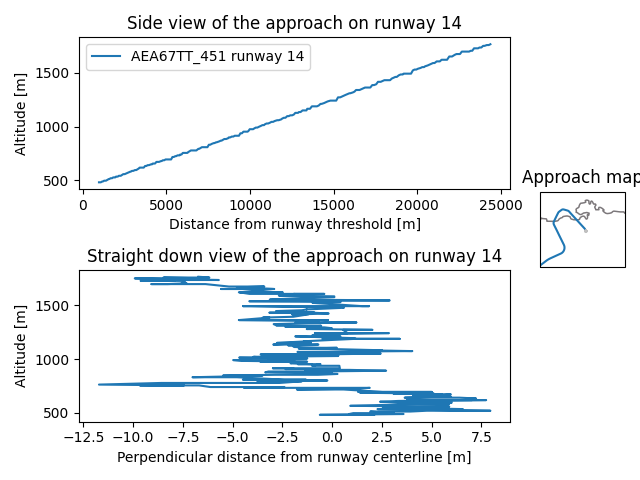 Side view of the approach on runway 14
AEA67TT_451 runway 14
Altitude [m]
1500
1000
500
0
5000
10000
15000
20000
25000
Distance from runway threshold [m]
Approach map
Straight down view of the approach on runway 14
Altitude [m]
1500
1000
500
−12.5
−10.0
−7.5
−5.0
−2.5
0.0
2.5
5.0
7.5
Perpendicular distance from runway centerline [m]